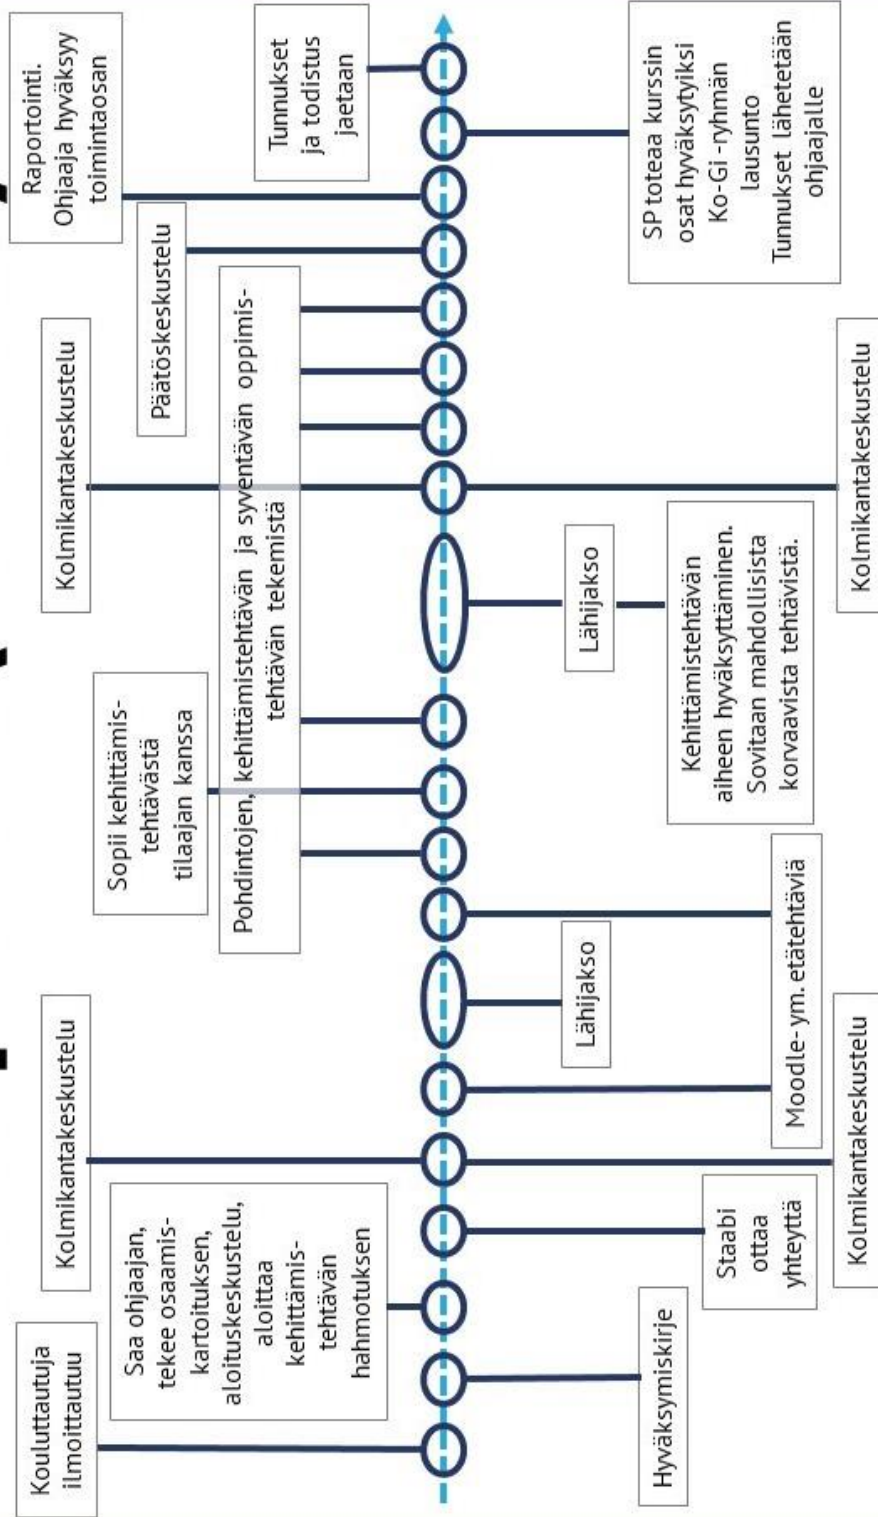 Kouluttautuja
ilmoittautuu
Hyväksymiskirje
Saa ohjaajan,
tekee osaamis-
kartoituksen,
aloituskeskustelu,
aloittaa
kehittämis-
tehtävän
hahmotuksen
Staabi
ottaa
yhteyttä
Kolmikantakeskustelu
Kolmikantakeskustelu
Moodle- ym. etätehtäviä
Lähijakso
Sopii kehittämis-
tehtävästä
tilaajan kanssa
Pohdintojen, kehittämistehtävän ja syventävän oppimis-
tehtävän tekemistä
Lähijakso
Kehittämistehtävän
aiheen hyväksyttäminen.
Sovitaan mahdollisista
korvaavista tehtävistä.
Kolmikantakeskustelu
Kolmikantakeskustelu
Päätöskeskustelu
Raportointi.
Ohjaaja hyväksyy
toimintaosan
SP toteaa kurssin
osat hyväksytyiksi
Ko-Gi -ryhmän
lausunto
Tunnukset lähetetään
ohjaajalle
Tunnukset
ja todistus
jaetaan